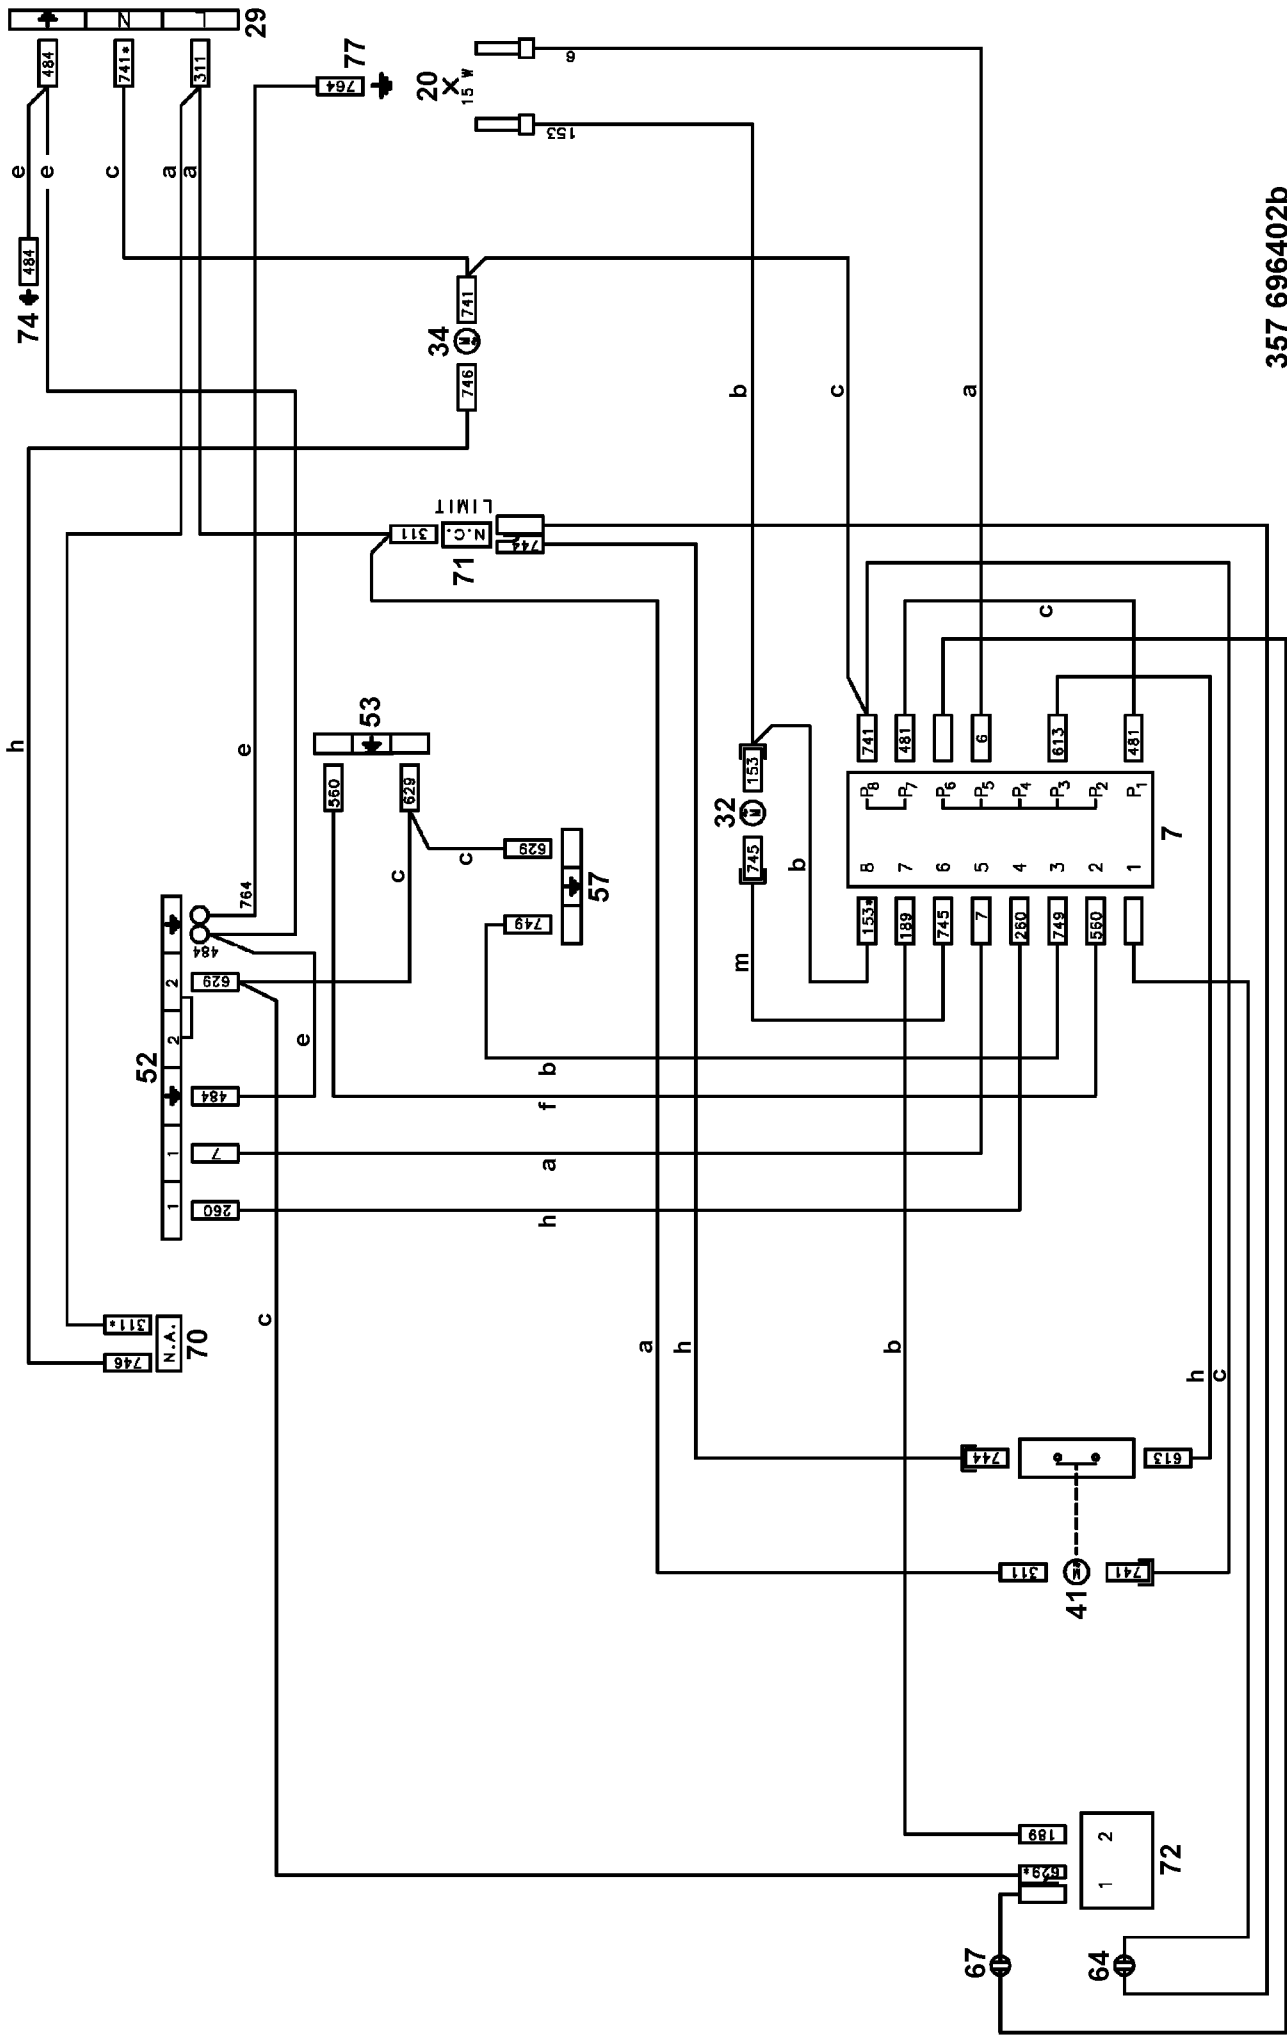 29
N
L
484
741*
311
e
e
c
a
a
74
484
77
764
20
15 W
6
153
34
741
746
b
c
a
h
LIMIT
311
N.C.
744
71
e
53
560
629
c
c
629
57
749
32
153
745
b
m
741
481
6
613
481
c
P8
P7
P6
P5
P4
P3
P2
P1
8
7
6
5
4
3
2
1
7
153*
189
745
7
260
749
560
52
764
484
2
629
2
484
1
7
1
260
e
b
f
a
h
311*
746
N.A.
70
c
a
h
b
h
c
744
613
311
M
741
41
189
629*
1
2
72
67
64
357 696402b